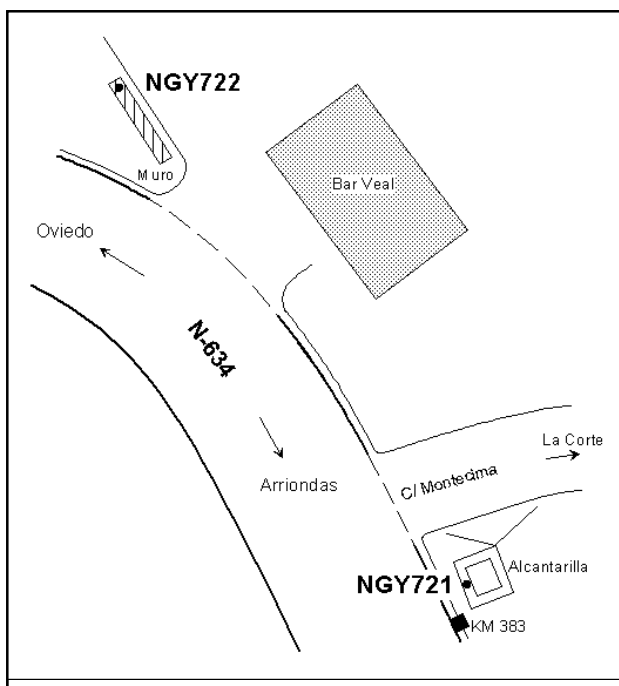 NGY722
Muro
Bar Veal
Oviedo
N-634
La Corte
C/ Montecima
Arriondas
Alcantarilla
NGY721
KM 383